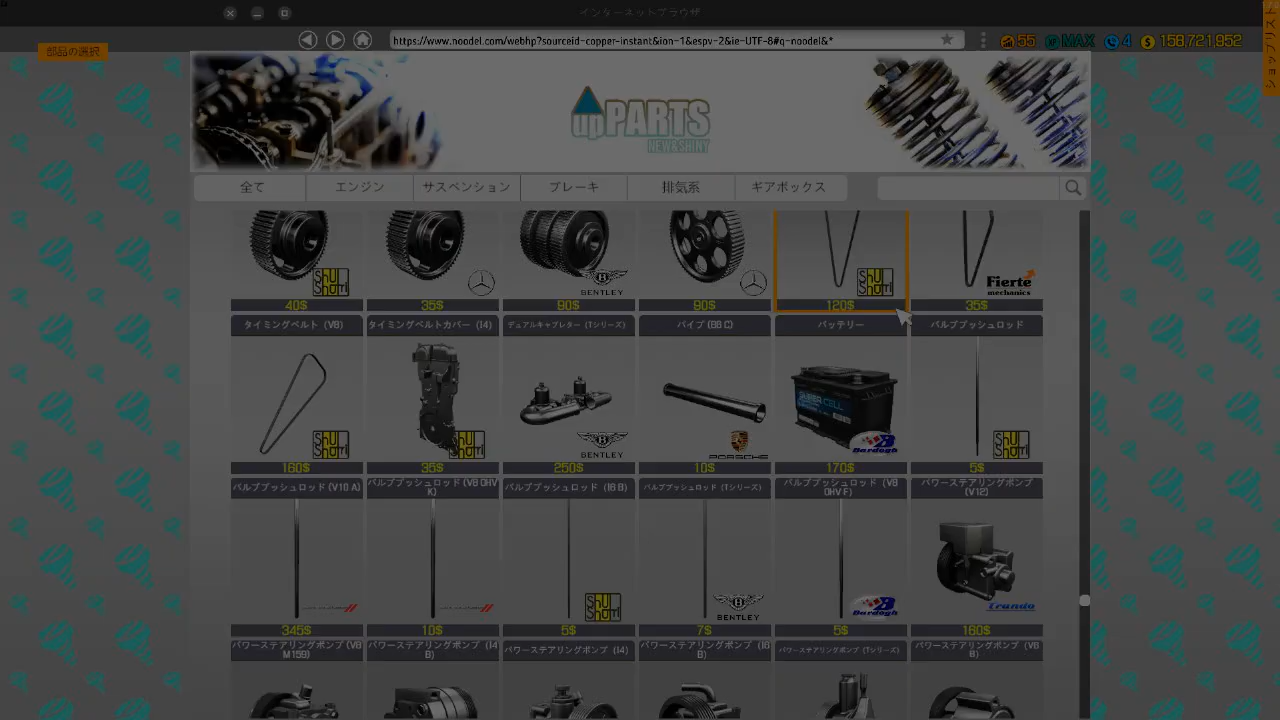 インターネットブラウザ
部品の選択
https://www.noodel.com/webhp?sourceid-copper-instant&ion-1&espv-2&ie-UTF-8#q-noodel&*
55
MAX
4
158,721,952
ショップリスト
upPARTS
NEW&SHINY
全て
エンジン
サスペンション
ブレーキ
排気系
ギアボックス
BENTLEY
Fierte
mechanics
40$
35$
90$
90$
120$
35$
タイミングベルト (V8)
タイミングベルトカバー (I4)
デュアルキャブレター (Tシリーズ)
パイプ (B6 C)
バッテリー
バルブプッシュロッド
SUPER CELL
BENTLEY
PORSCHE
Bardogh
160$
35$
250$
10$
170$
5$
バルブプッシュロッド (V10 A)
バルブプッシュロッド (V8 OHV K)
バルブプッシュロッド (I6 B)
バルブプッシュロッド (Tシリーズ)
バルブプッシュロッド (V8 OHV F)
パワーステアリングポンプ (V12)
BENTLEY
Bardogh
345$
10$
5$
7$
5$
160$
パワーステアリングポンプ (V8 M159)
パワーステアリングポンプ (I4 B)
パワーステアリングポンプ (I4)
パワーステアリングポンプ (I6 B)
パワーステアリングポンプ (Tシリーズ)
パワーステアリングポンプ (V6 B)